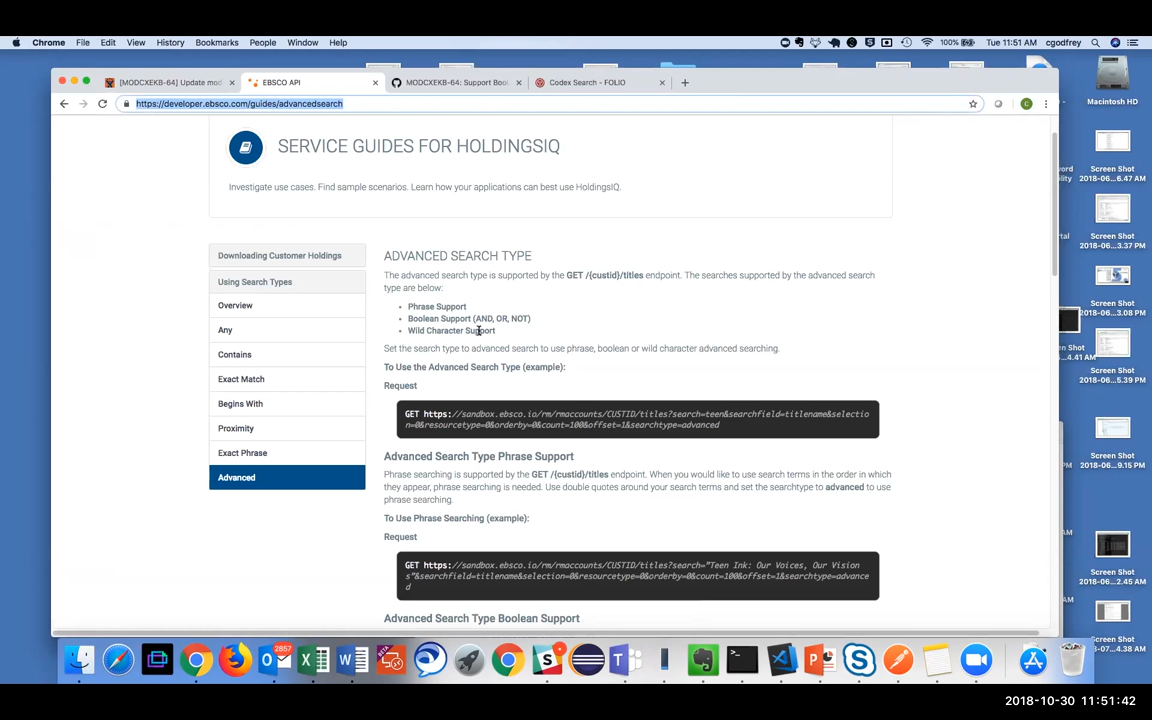 Chrome File Edit View History Bookmarks People Window Help
100% Tue 11:51 AM cgodfrey
[MODCXEKB-64] Update mod
EBSCO API
MODCXEKB-64: Support Boo
Codex Search - FOLIO
https://developer.ebsco.com/guides/advancedsearch
SERVICE GUIDES FOR HOLDINGSIQ
Investigate use cases. Find sample scenarios. Learn how your applications can best use HoldingsIQ.
Downloading Customer Holdings
Using Search Types
Overview
Any
Contains
Exact Match
Begins With
Proximity
Exact Phrase
Advanced
ADVANCED SEARCH TYPE
The advanced search type is supported by the GET /{custid}/titles endpoint. The searches supported by the advanced search
type are below:
• Phrase Support
• Boolean Support (AND, OR, NOT)
• Wild Character Support
Set the search type to advanced search to use phrase, boolean or wild character advanced searching.
To Use the Advanced Search Type (example):
Request
GET https://sandbox.ebsco.io/rm/rmaccounts/CUSTID/titles?search=teen&searchfield=titlename&selectio
n=0&resourcetype=0&orderby=0&count=100&offset=1&searchtype=advanced
Advanced Search Type Phrase Support
Phrase searching is supported by the GET /{custid}/titles endpoint. When you would like to use search terms in the order in which
they appear, phrase searching is needed. Use double quotes around your search terms and set the searchtype to advanced to use
phrase searching.
To Use Phrase Searching (example):
Request
GET https://sandbox.ebsco.io/rm/rmaccounts/CUSTID/titles?search="Teen Ink: Our Voices, Our Vision
s"&searchfield=titlename&selection=0&resourcetype=0&orderby=0&count=100&offset=1&searchtype=advance
d
Advanced Search Type Boolean Support
Macintosh HD
Screen Shot
2018-06...6.47 AM
Screen Shot
2018-06...3.37 PM
Screen Shot
2018-06...3.08 PM
Screen Shot
2018-06...5.39 PM
Screen Shot
2018-06...9.15 PM
Screen Shot
2018-06...2.45 AM
Screen Shot
2018-07...4.38 AM
2857
2018-10-30 11:51:42